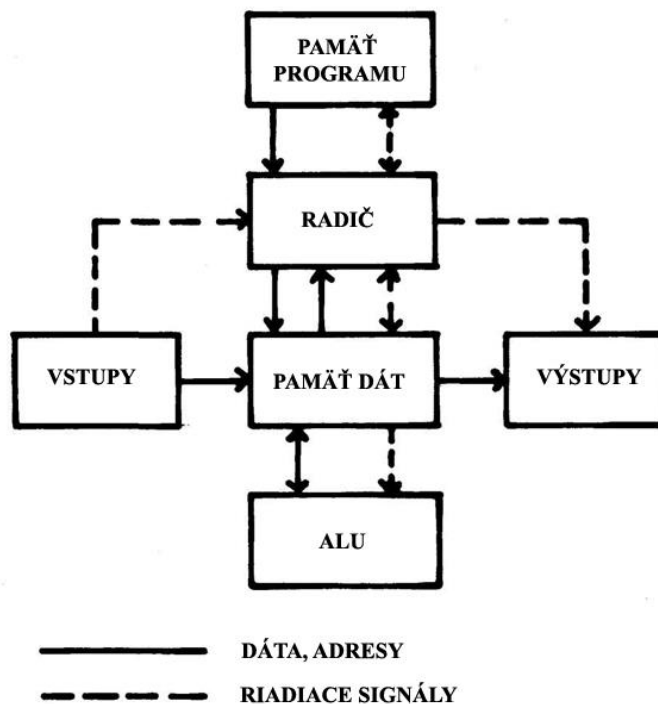 PAMÄŤ
PROGRAMU
RADIČ
VSTUPY
PAMÄŤ DÁT
VÝSTUPY
ALU
DÁTA, ADRESY
RIADIACE SIGNÁLY